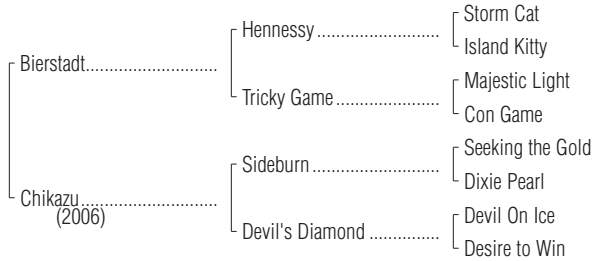 Bierstadt
Chikazu
(2006)
Hennessy
Tricky Game
Sideburn
Devil's Diamond
Storm Cat
Island Kitty
Majestic Light
Con Game
Seeking the Gold
Dixie Pearl
Devil On Ice
Desire to Win